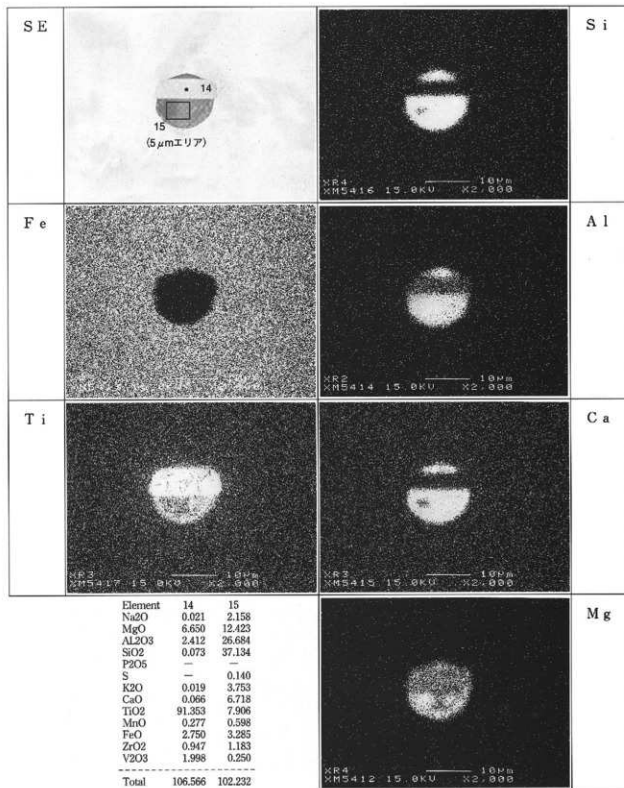 SE
Si
14
15
(5μmエリア)
10μm
XR4
XM5416 15.0KV X2,000
Fe
Al
10μm
XR2
XM5414 15.0KV X2,000
Ti
Ca
10μm
XR3
XM5417 15.0KV X2,000
10μm
XR3
XM5415 15.0KV X2,000
Mg
10μm
XR4
XM5412 15.0KV X2,000
Element 14 15
Na2O 0.021 2.158
MgO 6.650 12.423
AL2O3 2.412 26.684
SiO2 0.073 37.134
P2O5 — —
S — 0.140
K2O 0.019 3.753
CaO 0.066 6.718
TiO2 91.353 7.906
MnO 0.277 0.598
FeO 2.750 3.285
ZrO2 0.947 1.183
V2O3 1.998 0.250
Total 106.566 102.232